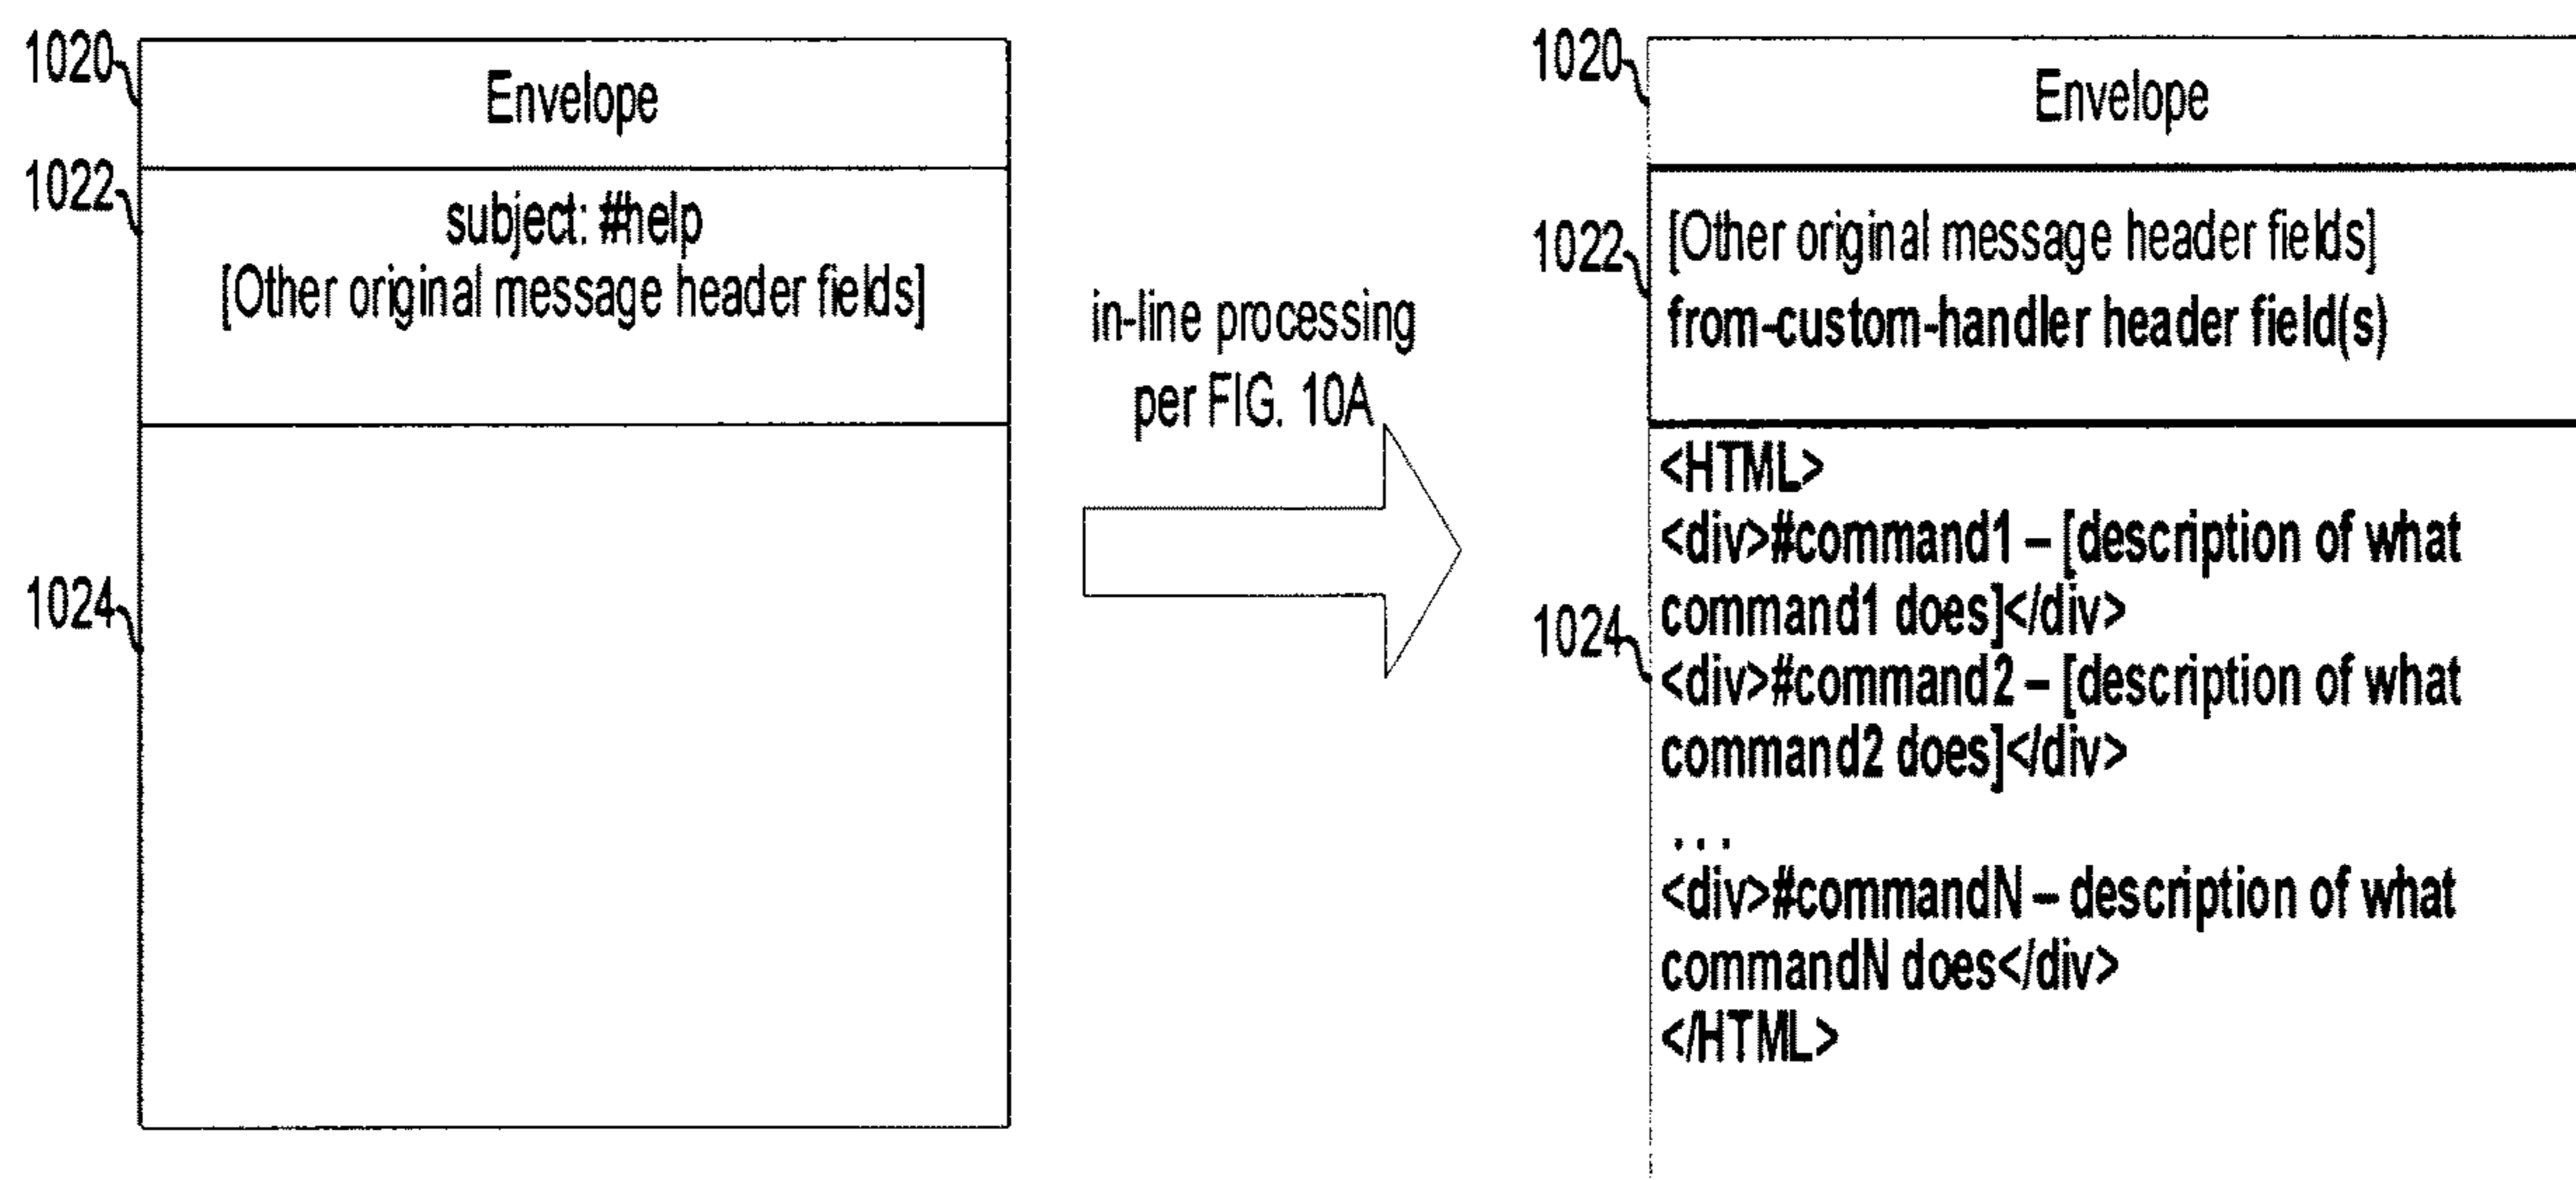 1020
Envelope
1022
subject: #help
[Other original message header fields]
1024
in-line processing
per FIG. 10A
1020
Envelope
1022
[Other original message header fields]
from-custom-handler header field(s)
1024
<HTML>
<div>#command1 – [description of what
command1 does]</div>
<div>#command2 – [description of what
command2 does]</div>
...
<div>#commandN – description of what
commandN does</div>
</HTML>